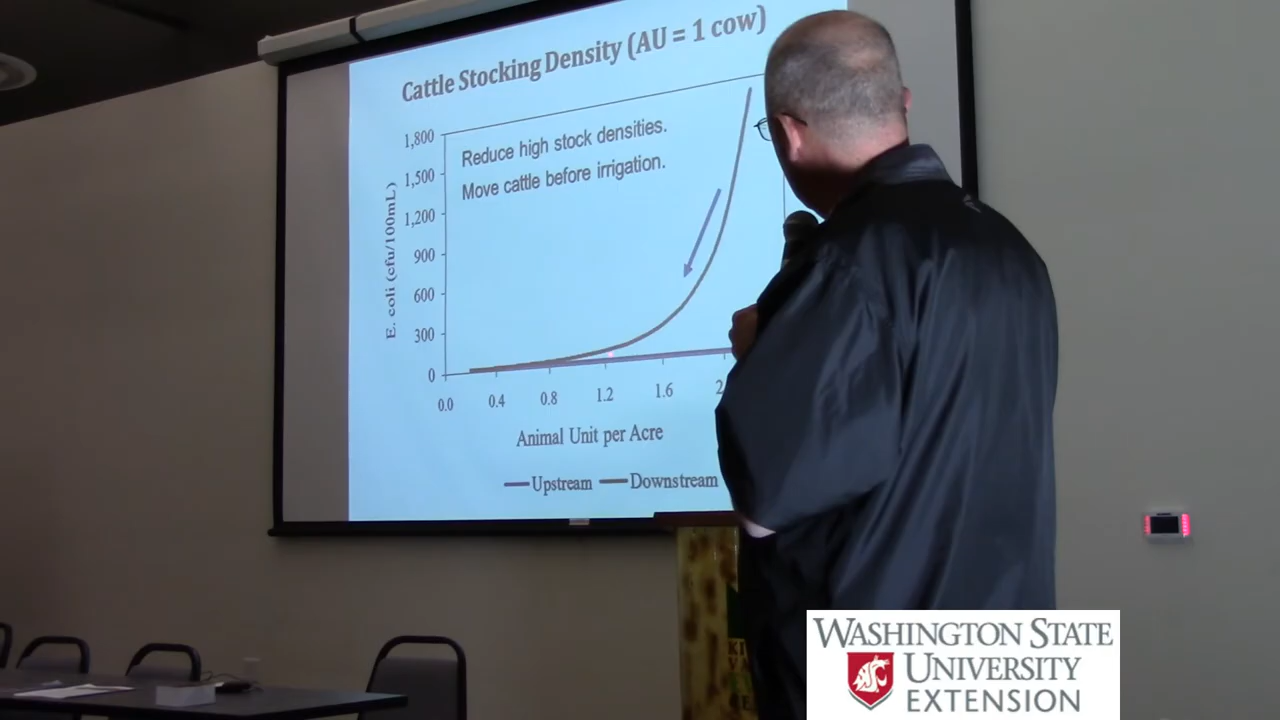 Cattle Stocking Density (AU = 1 cow)
Reduce high stock densities.
Move cattle before irrigation.
E. coli (cfu/100mL)
1,800
1,500
1,200
900
600
300
0
0.0 0.4 0.8 1.2 1.6
Animal Unit per Acre
Upstream Downstream
WASHINGTON STATE
UNIVERSITY
EXTENSION